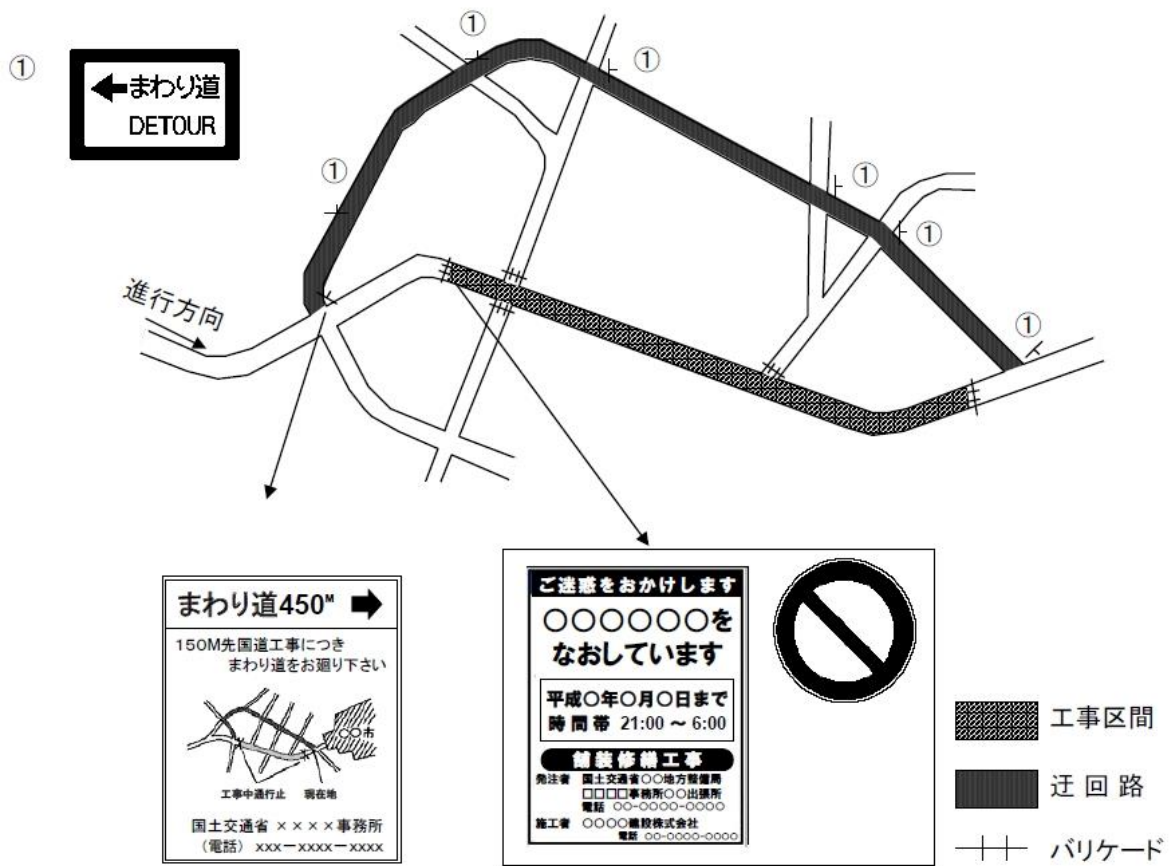 ①
まわり道
DETOUR
①
①
①
①
①
①
進行方向
まわり道450M
150M先国道工事につき
まわり道をお廻り下さい
○○市
工事中通行止 現在地
国土交通省 ××××事務所
（電話） xxx－xxxx－xxxx
ご迷惑をおかけします
○○○○○○を
なおしています
平成○年○月○日まで
時間帯 21:00 ～ 6:00
舗装修繕工事
発注者 国土交通省○○地方整備局
□□□□事務所○○出張所
電話 ○○-○○○○-○○○○
施工者 ○○○○建設株式会社
電話 ○○-○○○○-○○○○
工事区間
迂回路
バリケード